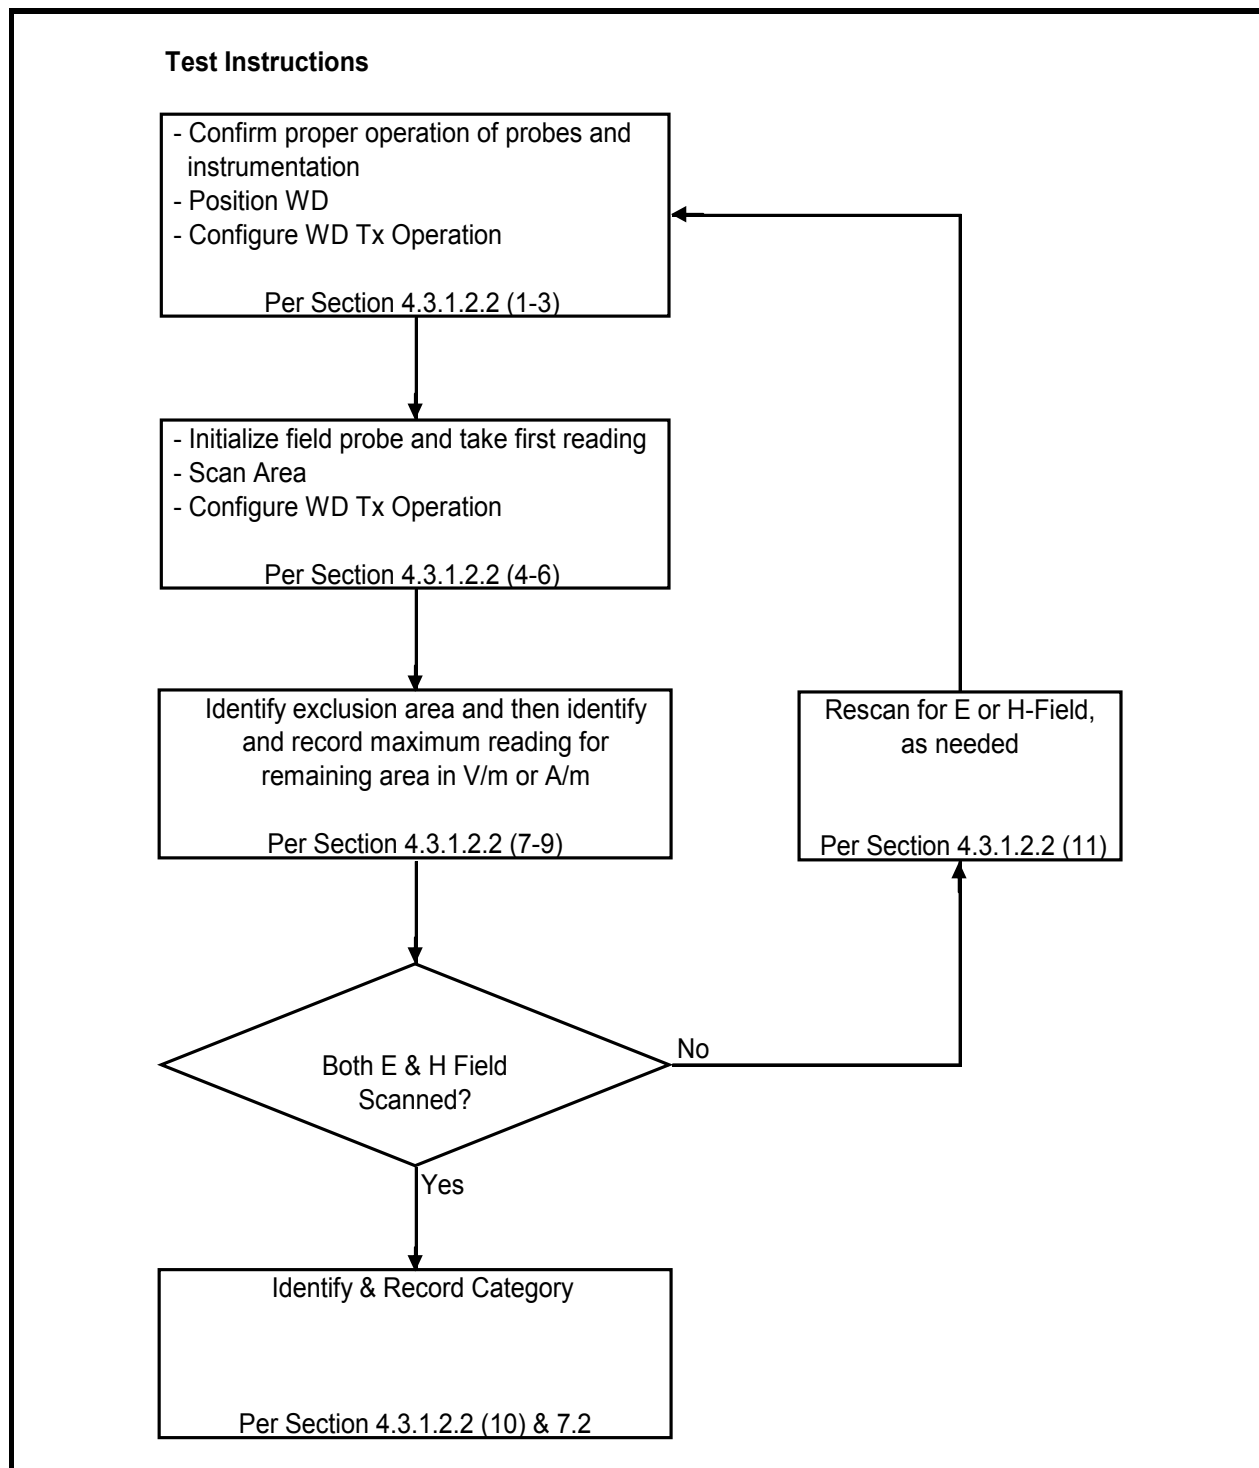 Test Instructions
- Confirm proper operation of probes and
instrumentation
- Position WD
- Configure WD Tx Operation
Per Section 4.3.1.2.2 (1-3)
- Initialize field probe and take first reading
- Scan Area
- Configure WD Tx Operation
Per Section 4.3.1.2.2 (4-6)
Identify exclusion area and then identify
and record maximum reading for
remaining area in V/m or A/m
Per Section 4.3.1.2.2 (7-9)
Rescan for E or H-Field,
as needed
Per Section 4.3.1.2.2 (11)
Both E & H Field
Scanned?
No
Yes
Identify & Record Category
Per Section 4.3.1.2.2 (10) & 7.2